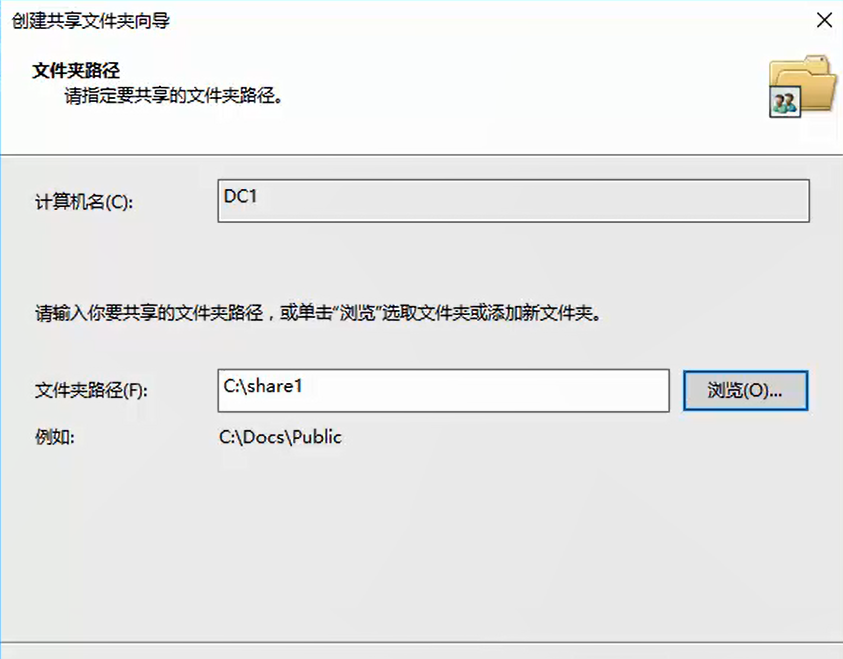 创建共享文件夹向导
文件夹路径
请指定要共享的文件夹路径。
计算机名(C):
DC1
请输入你要共享的文件夹路径，或单击“浏览”选取文件夹或添加新文件夹。
文件夹路径(F):
C:\share1
浏览(O)...
例如:
C:\Docs\Public